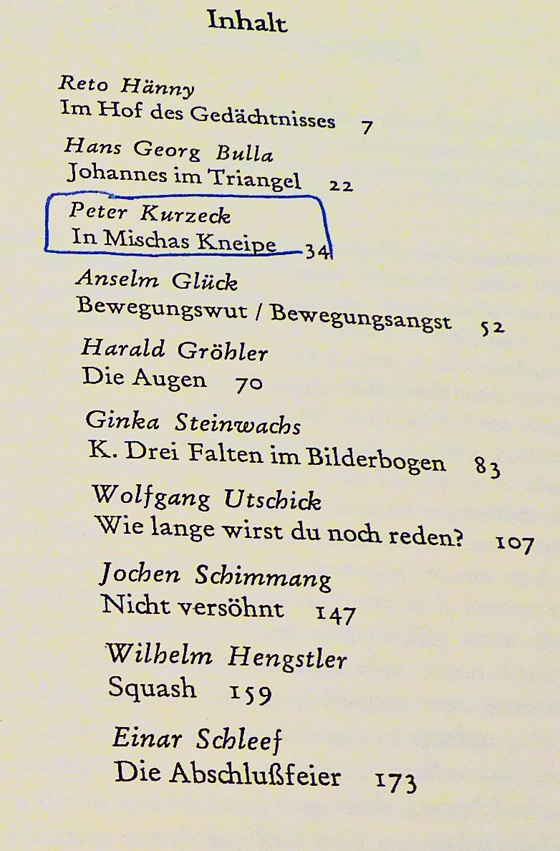 Inhalt
Reto Hänny
Im Hof des Gedächtnisses 7
Hans Georg Bulla
Johannes im Triangel 22
Peter Kurzeck
In Mischas Kneipe 34
Anselm Glück
Bewegungswut / Bewegungsangst 52
Harald Gröhler
Die Augen 70
Ginka Steinwachs
K. Drei Falten im Bilderbogen 83
Wolfgang Utschick
Wie lange wirst du noch reden? 107
Jochen Schimmang
Nicht versöhnt 147
Wilhelm Hengstler
Squash 159
Einar Schleef
Die Abschlußfeier 173